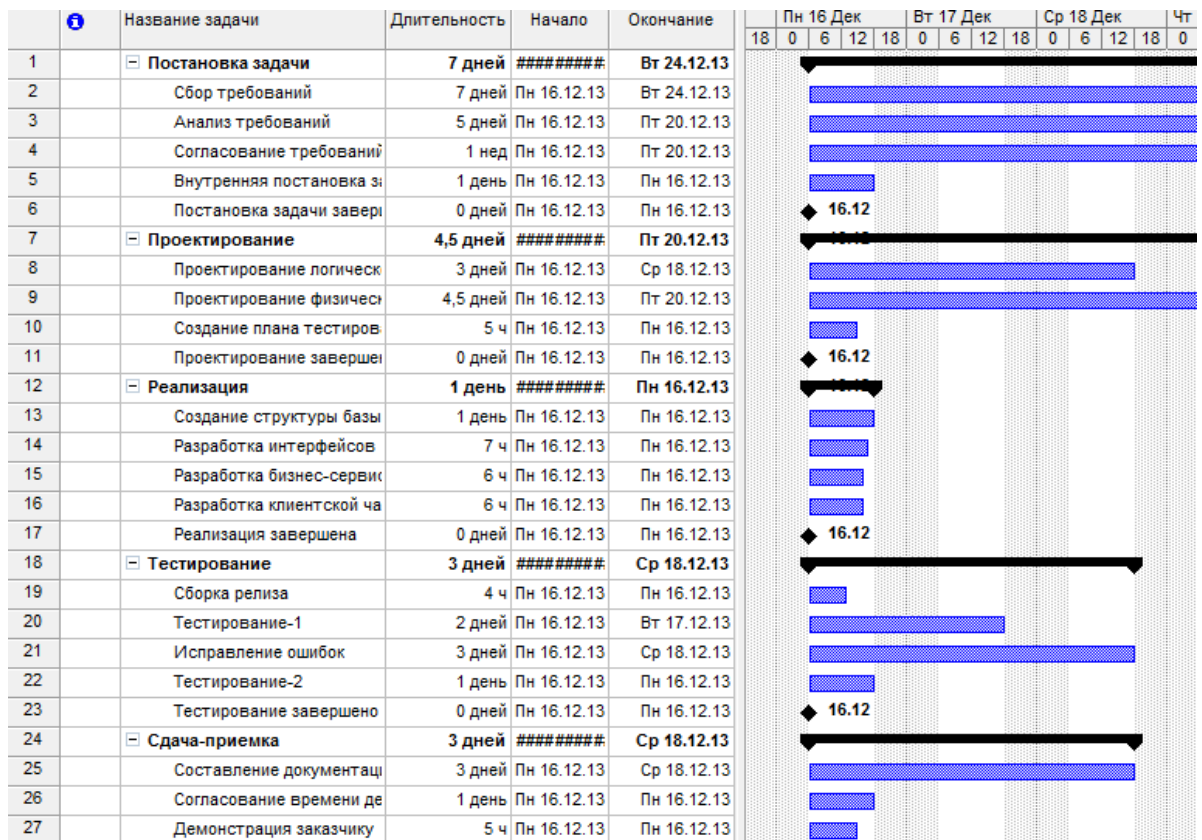 Название задачи Длительность Начало Окончание Пн 16 Дек Вт 17 Дек Ср 18 Дек Чт
18 0 6 12 18 0 6 12 18 0 6 12 18 0
1 Постановка задачи 7 дней ######### Вт 24.12.13
2 Сбор требований 7 дней Пн 16.12.13 Вт 24.12.13
3 Анализ требований 5 дней Пн 16.12.13 Пт 20.12.13
4 Согласование требований 1 нед Пн 16.12.13 Пт 20.12.13
5 Внутренняя постановка за 1 день Пн 16.12.13 Пн 16.12.13
6 Постановка задачи завер 0 дней Пн 16.12.13 Пн 16.12.13 16.12
7 Проектирование 4,5 дней ######### Пт 20.12.13
8 Проектирование логическ 3 дней Пн 16.12.13 Ср 18.12.13
9 Проектирование физическ 4,5 дней Пн 16.12.13 Пт 20.12.13
10 Создание плана тестиров 5 ч Пн 16.12.13 Пн 16.12.13
11 Проектирование заверше 0 дней Пн 16.12.13 Пн 16.12.13 16.12
12 Реализация 1 день ######### Пн 16.12.13
13 Создание структуры базы 1 день Пн 16.12.13 Пн 16.12.13
14 Разработка интерфейсов 7 ч Пн 16.12.13 Пн 16.12.13
15 Разработка бизнес-серви 6 ч Пн 16.12.13 Пн 16.12.13
16 Разработка клиентской ча 6 ч Пн 16.12.13 Пн 16.12.13
17 Реализация завершена 0 дней Пн 16.12.13 Пн 16.12.13 16.12
18 Тестирование 3 дней ######### Ср 18.12.13
19 Сборка релиза 4 ч Пн 16.12.13 Пн 16.12.13
20 Тестирование-1 2 дней Пн 16.12.13 Вт 17.12.13
21 Исправление ошибок 3 дней Пн 16.12.13 Ср 18.12.13
22 Тестирование-2 1 день Пн 16.12.13 Пн 16.12.13
23 Тестирование завершено 0 дней Пн 16.12.13 Пн 16.12.13 16.12
24 Сдача-приемка 3 дней ######### Ср 18.12.13
25 Составление документац 3 дней Пн 16.12.13 Ср 18.12.13
26 Согласование времени де 1 день Пн 16.12.13 Пн 16.12.13
27 Демонстрация заказчику 5 ч Пн 16.12.13 Пн 16.12.13